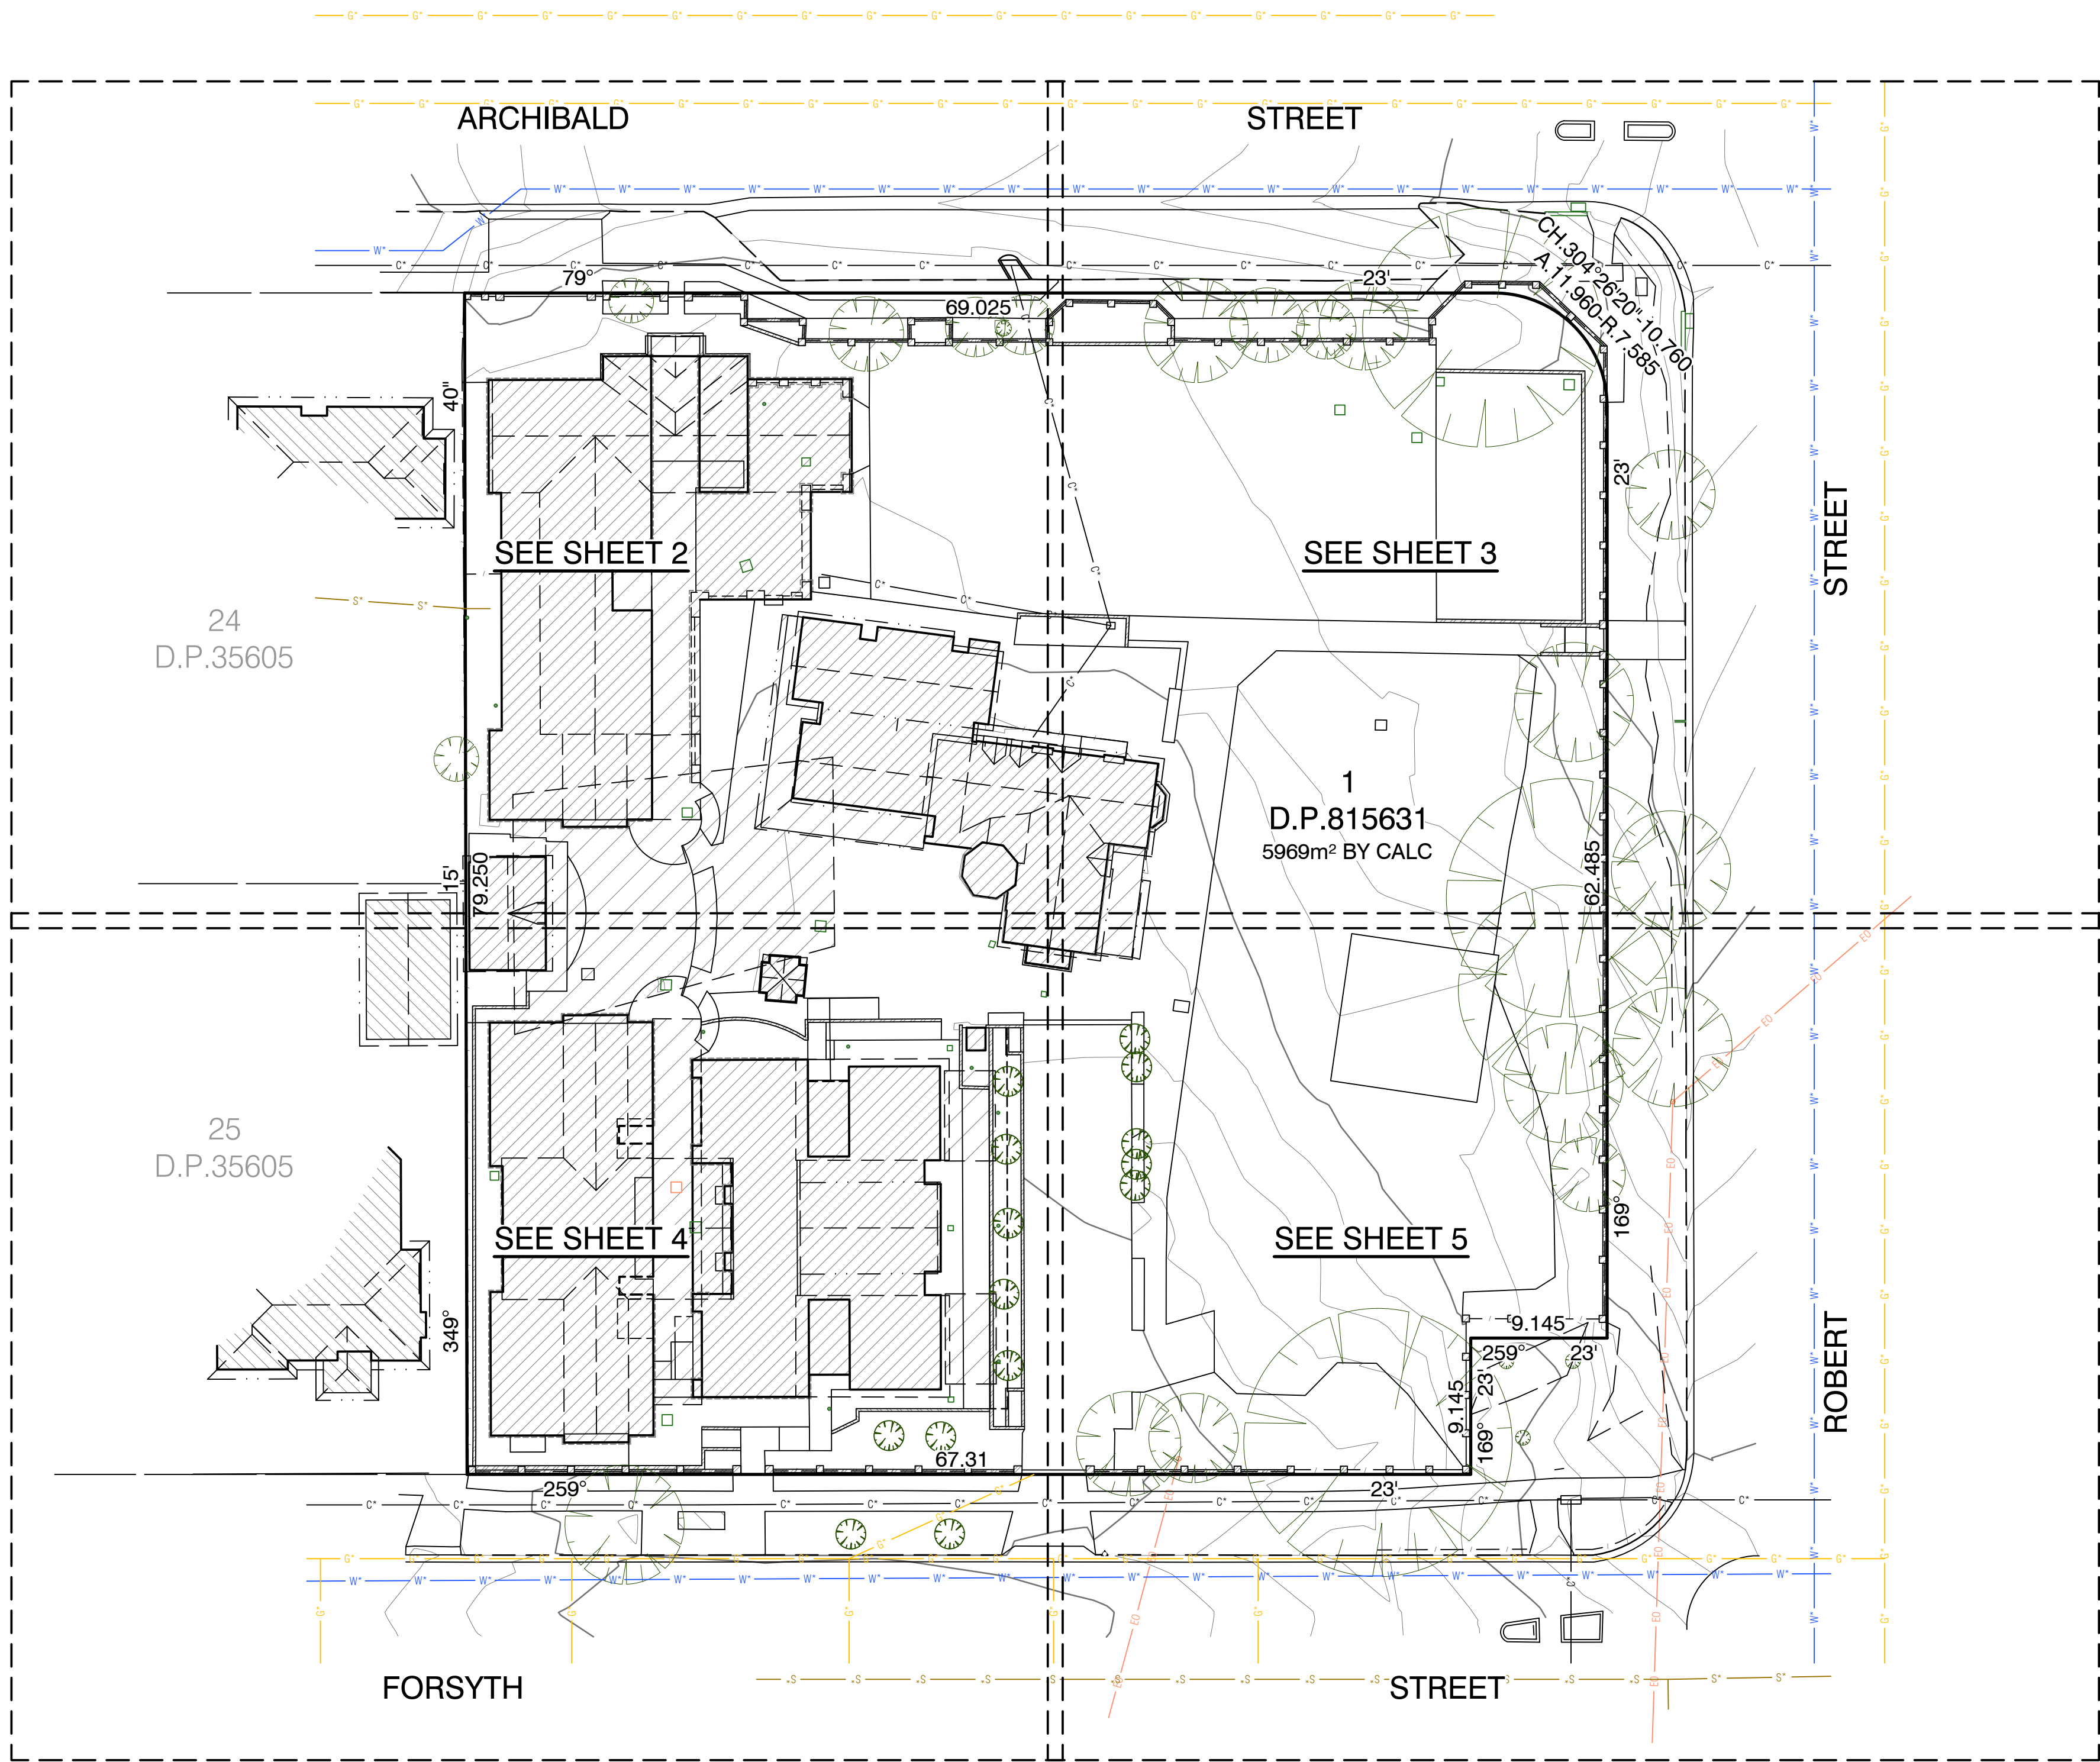 ARCHIBALD STREET
CH.304°26'20"-10.760
A.11.960-R.7.585
79° 23'
69.025
40"
23'
STREET
SEE SHEET 2
SEE SHEET 3
24
D.P.35605
1
D.P.815631
5969m² BY CALC
15'
79.250
62.485
25
D.P.35605
169°
SEE SHEET 4
SEE SHEET 5
349°
9.145
259° 23'
9.145
23'
169°
ROBERT
67.31
259° 23'
FORSYTH STREET